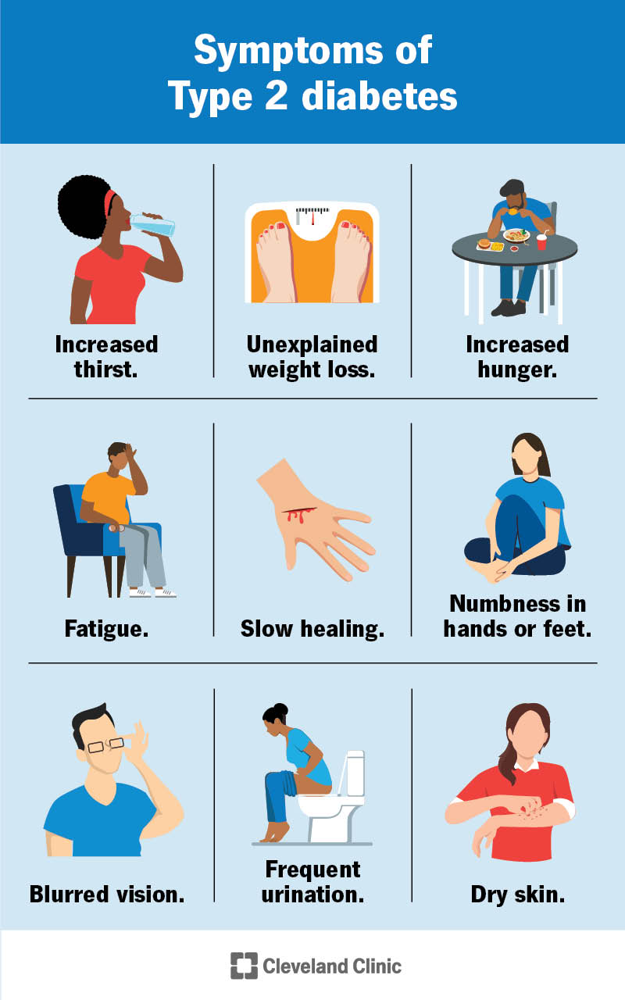 Symptoms of
Type 2 diabetes
Increased
thirst.
Unexplained
weight loss.
Increased
hunger.
Fatigue.
Slow healing.
Numbness in
hands or feet.
Blurred vision.
Frequent
urination.
Dry skin.
Cleveland Clinic